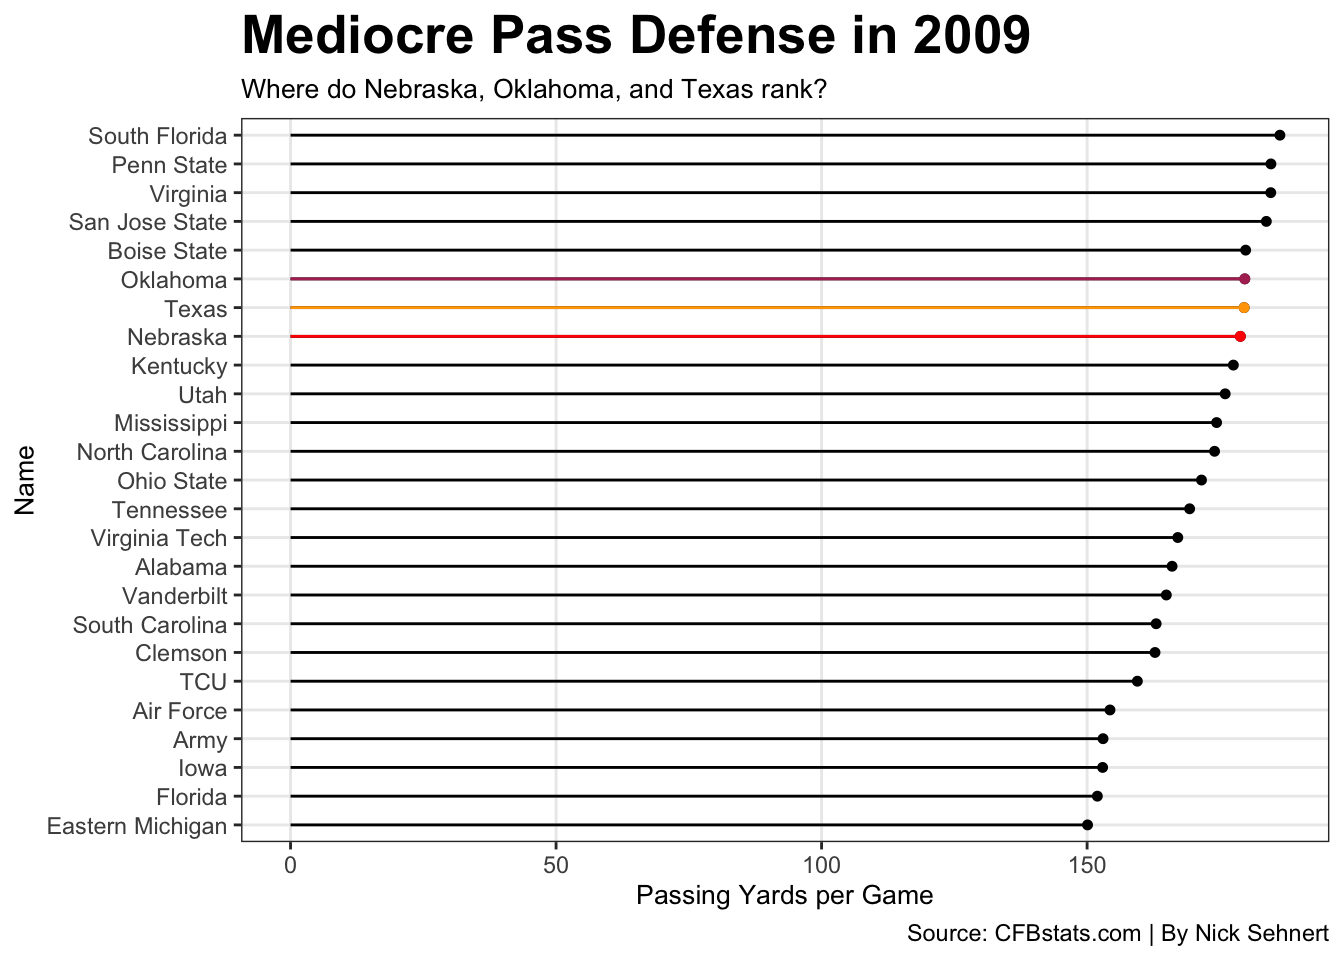 Mediocre Pass Defense in 2009
Where do Nebraska, Oklahoma, and Texas rank?
South Florida
Penn State
Virginia
San Jose State
Boise State
Oklahoma
Texas
Nebraska
Kentucky
Utah
Mississippi
North Carolina
Ohio State
Tennessee
Virginia Tech
Alabama
Vanderbilt
South Carolina
Clemson
TCU
Air Force
Army
Iowa
Florida
Eastern Michigan
Name
0 50 100 150
Passing Yards per Game
Source: CFBstats.com | By Nick Sehnert